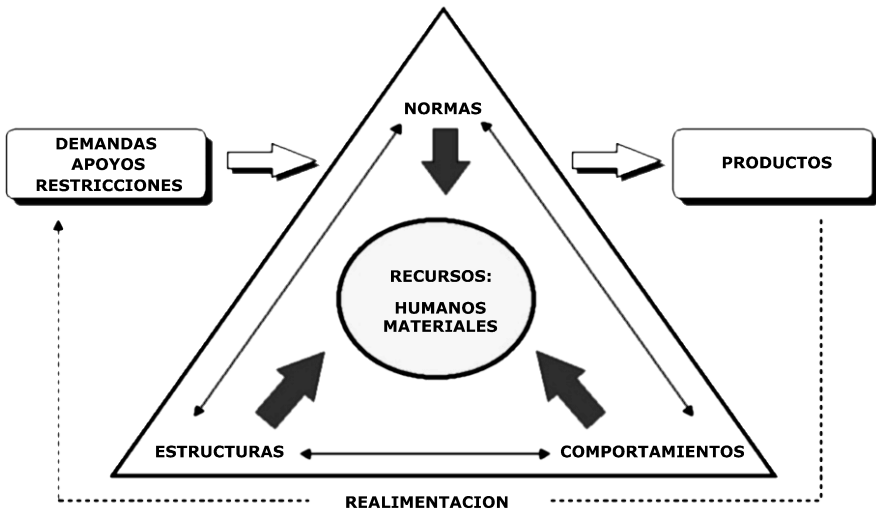 NORMAS
DEMANDAS
APOYOS
RESTRICCIONES
PRODUCTOS
RECURSOS:
HUMANOS
MATERIALES
ESTRUCTURAS
COMPORTAMIENTOS
REALIMENTACION